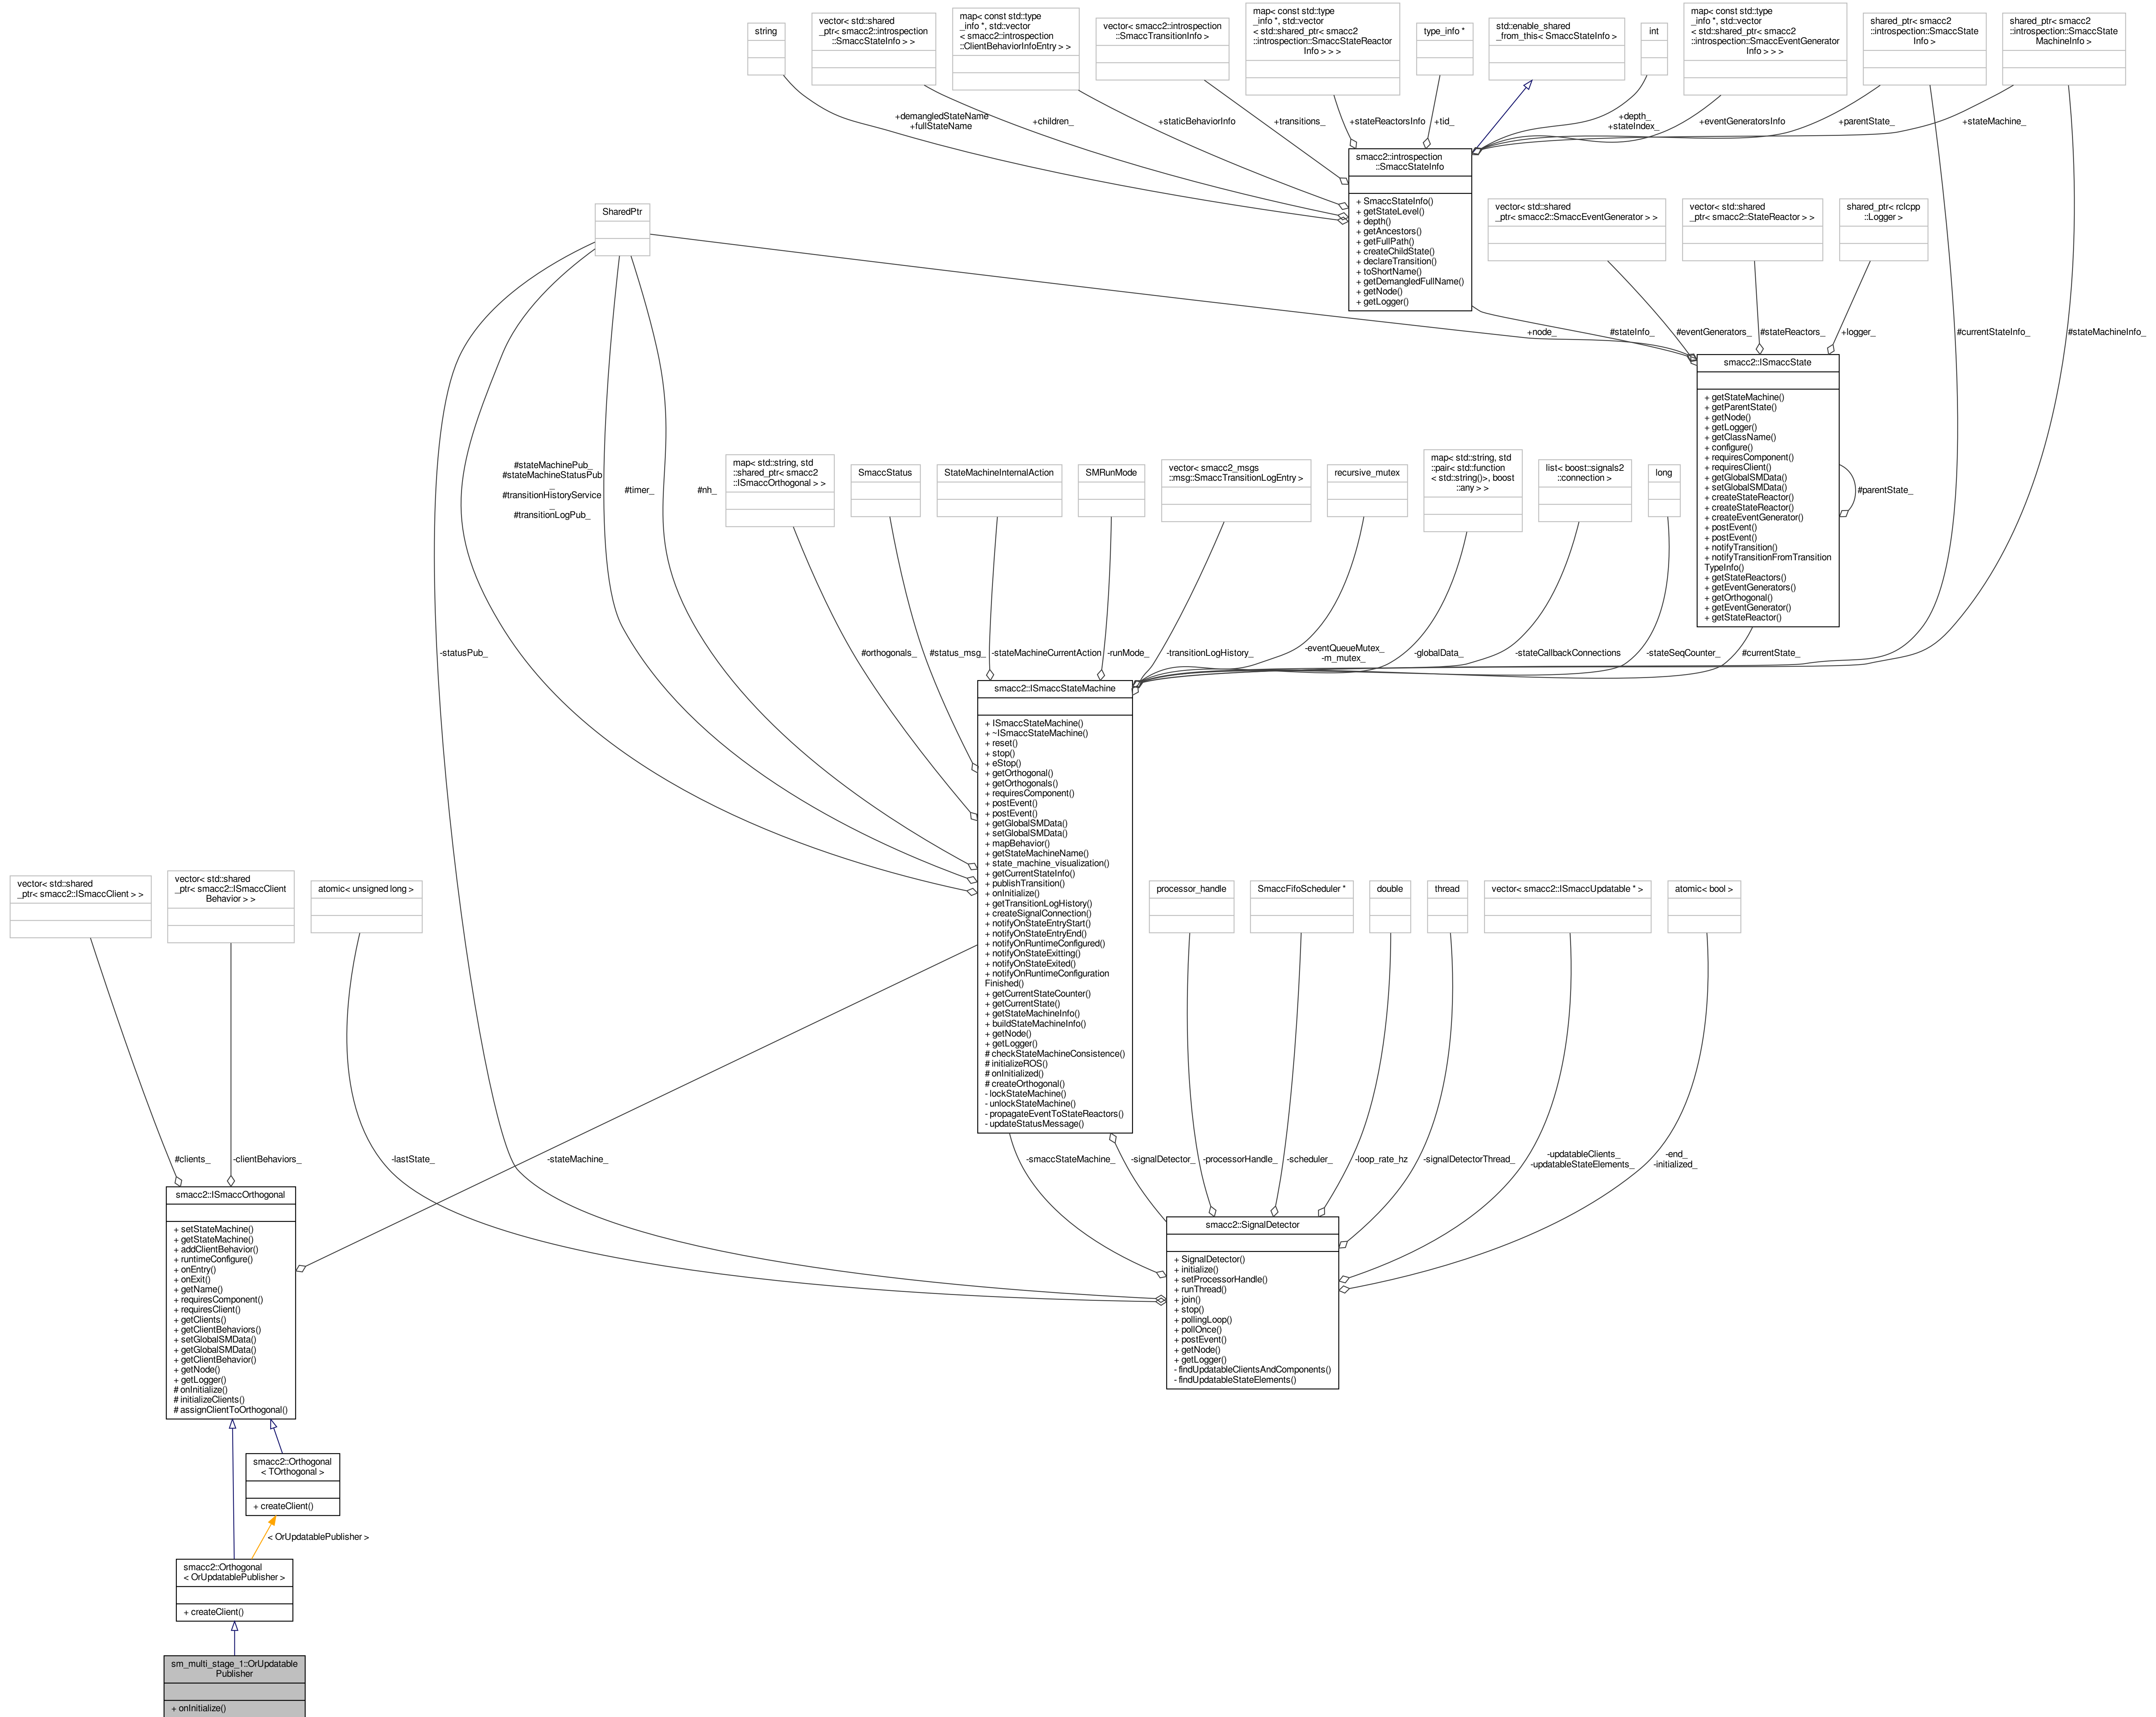 string
vector< std::shared
_ptr< smacc2::introspection
::SmaccStateInfo > >
map< const std::type
_info *, std::vector
< smacc2::introspection
::ClientBehaviorInfoEntry > >
vector< smacc2::introspection
::SmaccTransitionInfo >
map< const std::type
_info *, std::vector
< std::shared_ptr< smacc2
::introspection::SmaccStateReactor
Info > > >
type_info *
std::enable_shared
_from_this< SmaccStateInfo >
int
map< const std::type
_info *, std::vector
< std::shared_ptr< smacc2
::introspection::SmaccEventGenerator
Info > > >
shared_ptr< smacc2
::introspection::SmaccState
Info >
shared_ptr< smacc2
::introspection::SmaccState
MachineInfo >
+demangledStateName
+fullStateName
+children_
+staticBehaviorInfo
+transitions_
+stateReactorsInfo
+tid_
+depth_
+stateIndex_
+eventGeneratorsInfo
+parentState_
+stateMachine_
smacc2::introspection
::SmaccStateInfo
+ SmaccStateInfo()
+ getStateLevel()
+ depth()
+ getAncestors()
+ getFullPath()
+ createChildState()
+ declareTransition()
+ toShortName()
+ getDemangledFullName()
+ getNode()
+ getLogger()
SharedPtr
vector< std::shared
_ptr< smacc2::SmaccEventGenerator > >
vector< std::shared
_ptr< smacc2::StateReactor > >
shared_ptr< rclcpp
::Logger >
+node_
#stateInfo_
#eventGenerators_
#stateReactors_
+logger_
#currentStateInfo_
#stateMachineInfo_
smacc2::ISmaccState
+ getStateMachine()
+ getParentState()
+ getNode()
+ getLogger()
+ getClassName()
+ configure()
+ requiresComponent()
+ requiresClient()
+ getGlobalSMData()
+ setGlobalSMData()
+ createStateReactor()
+ createStateReactor()
+ createEventGenerator()
+ postEvent()
+ postEvent()
+ notifyTransition()
+ notifyTransitionFromTransition
TypeInfo()
+ getStateReactors()
+ getEventGenerators()
+ getOrthogonal()
+ getEventGenerator()
+ getStateReactor()
#parentState_
#stateMachinePub_
#stateMachineStatusPub
_
#transitionHistoryService
_
#transitionLogPub_
#timer_
#nh_
map< std::string, std
::shared_ptr< smacc2
::ISmaccOrthogonal > >
SmaccStatus
StateMachineInternalAction
SMRunMode
vector< smacc2_msgs
::msg::SmaccTransitionLogEntry >
recursive_mutex
map< std::string, std
::pair< std::function
< std::string()>, boost
::any > >
list< boost::signals2
::connection >
long
-statusPub_
#orthogonals_
#status_msg_
-stateMachineCurrentAction
-runMode_
-transitionLogHistory_
-eventQueueMutex_
-m_mutex_
-globalData_
-stateCallbackConnections
-stateSeqCounter_
#currentState_
smacc2::ISmaccStateMachine
+ ISmaccStateMachine()
+ ~ISmaccStateMachine()
+ reset()
+ stop()
+ eStop()
+ getOrthogonal()
+ getOrthogonals()
+ requiresComponent()
+ postEvent()
+ postEvent()
+ getGlobalSMData()
+ setGlobalSMData()
+ mapBehavior()
+ getStateMachineName()
+ state_machine_visualization()
+ getCurrentStateInfo()
+ publishTransition()
+ onInitialize()
+ getTransitionLogHistory()
+ createSignalConnection()
+ notifyOnStateEntryStart()
+ notifyOnStateEntryEnd()
+ notifyOnRuntimeConfigured()
+ notifyOnStateExitting()
+ notifyOnStateExited()
+ notifyOnRuntimeConfiguration
Finished()
+ getCurrentStateCounter()
+ getCurrentState()
+ getStateMachineInfo()
+ buildStateMachineInfo()
+ getNode()
+ getLogger()
# checkStateMachineConsistence()
# initializeROS()
# onInitialized()
# createOrthogonal()
- lockStateMachine()
- unlockStateMachine()
- propagateEventToStateReactors()
- updateStatusMessage()
vector< std::shared
_ptr< smacc2::ISmaccClient > >
vector< std::shared
_ptr< smacc2::ISmaccClient
Behavior > >
atomic< unsigned long >
processor_handle
SmaccFifoScheduler *
double
thread
vector< smacc2::ISmaccUpdatable * >
atomic< bool >
#clients_
-clientBehaviors_
-lastState_
-stateMachine_
-smaccStateMachine_
-signalDetector_
-processorHandle_
-scheduler_
-loop_rate_hz
-signalDetectorThread_
-updatableClients_
-updatableStateElements_
-end_
-initialized_
smacc2::ISmaccOrthogonal
+ setStateMachine()
+ getStateMachine()
+ addClientBehavior()
+ runtimeConfigure()
+ onEntry()
+ onExit()
+ getName()
+ requiresComponent()
+ requiresClient()
+ getClients()
+ getClientBehaviors()
+ setGlobalSMData()
+ getGlobalSMData()
+ getClientBehavior()
+ getNode()
+ getLogger()
# onInitialize()
# initializeClients()
# assignClientToOrthogonal()
smacc2::SignalDetector
+ SignalDetector()
+ initialize()
+ setProcessorHandle()
+ runThread()
+ join()
+ stop()
+ pollingLoop()
+ pollOnce()
+ postEvent()
+ getNode()
+ getLogger()
- findUpdatableClientsAndComponents()
- findUpdatableStateElements()
smacc2::Orthogonal
< TOrthogonal >
+ createClient()
< OrUpdatablePublisher >
smacc2::Orthogonal
< OrUpdatablePublisher >
+ createClient()
sm_multi_stage_1::OrUpdatable
Publisher
+ onInitialize()